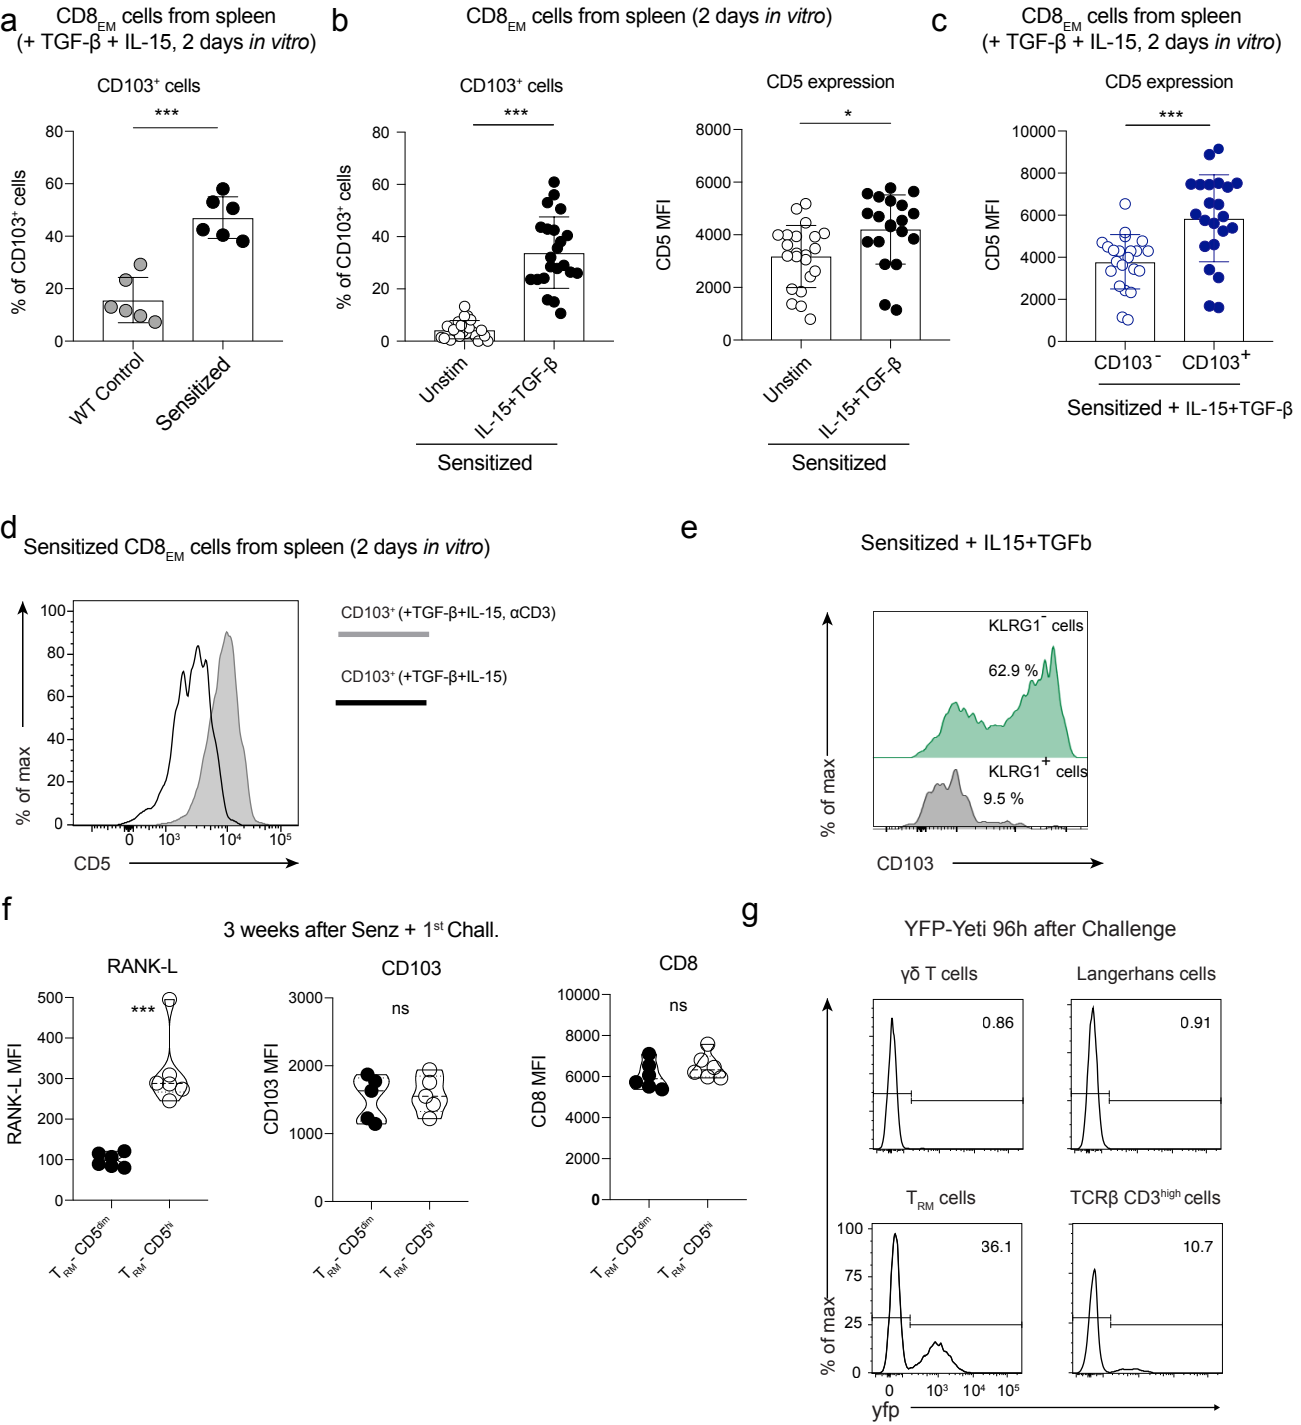 a
CD8EM cells from spleen
(+ TGF-β + IL-15, 2 days in vitro)
CD103+ cells
***
% of CD103+ cells
80
60
40
20
0
WT Control
Sensitized
b
CD8EM cells from spleen (2 days in vitro)
CD103+ cells
***
% of CD103+ cells
80
60
40
20
0
Unstim
IL-15+TGF-β
Sensitized
CD5 expression
*
CD5 MFI
8000
6000
4000
2000
0
Unstim
IL-15+TGF-β
Sensitized
c
CD8EM cells from spleen
(+ TGF-β + IL-15, 2 days in vitro)
CD5 expression
***
CD5 MFI
10000
8000
6000
4000
2000
0
CD103-
CD103+
Sensitized + IL-15+TGF-β
d
Sensitized CD8EM cells from spleen (2 days in vitro)
% of max
100
80
60
40
20
0
0 10³ 10⁴ 10⁵
CD5
CD103+ (+TGF-β+IL-15, αCD3)
CD103+ (+TGF-β+IL-15)
e
Sensitized + IL15+TGFb
% of max
KLRG1- cells
62.9 %
KLRG1+ cells
9.5 %
CD103
f
3 weeks after Senz + 1st Chall.
RANK-L
***
RANK-L MFI
500
400
300
200
100
0
TRM- CD5dim
TRM- CD5hi
CD103
ns
CD103 MFI
3000
2000
1000
0
TRM- CD5dim
TRM- CD5hi
CD8
ns
CD8 MFI
10000
8000
6000
4000
2000
0
TRM- CD5dim
TRM- CD5hi
g
YFP-Yeti 96h after Challenge
γδ T cells
0.86
Langerhans cells
0.91
TRM cells
36.1
TCRβ CD3high cells
10.7
% of max
100
75
25
0
0 10³ 10⁴ 10⁵
yfp